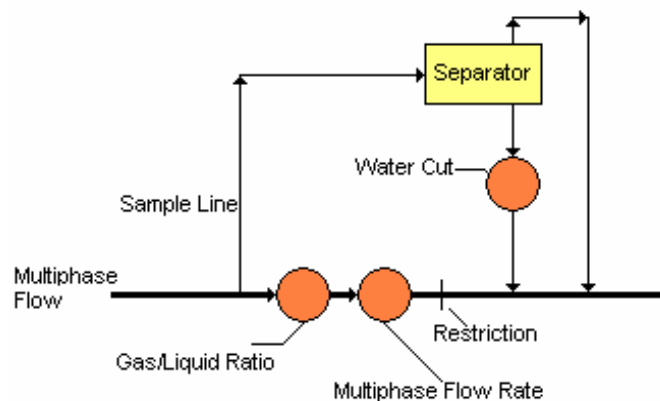 Separator
Water Cut
Sample Line
Multiphase
Flow
Restriction
Gas/Liquid Ratio
Multiphase Flow Rate